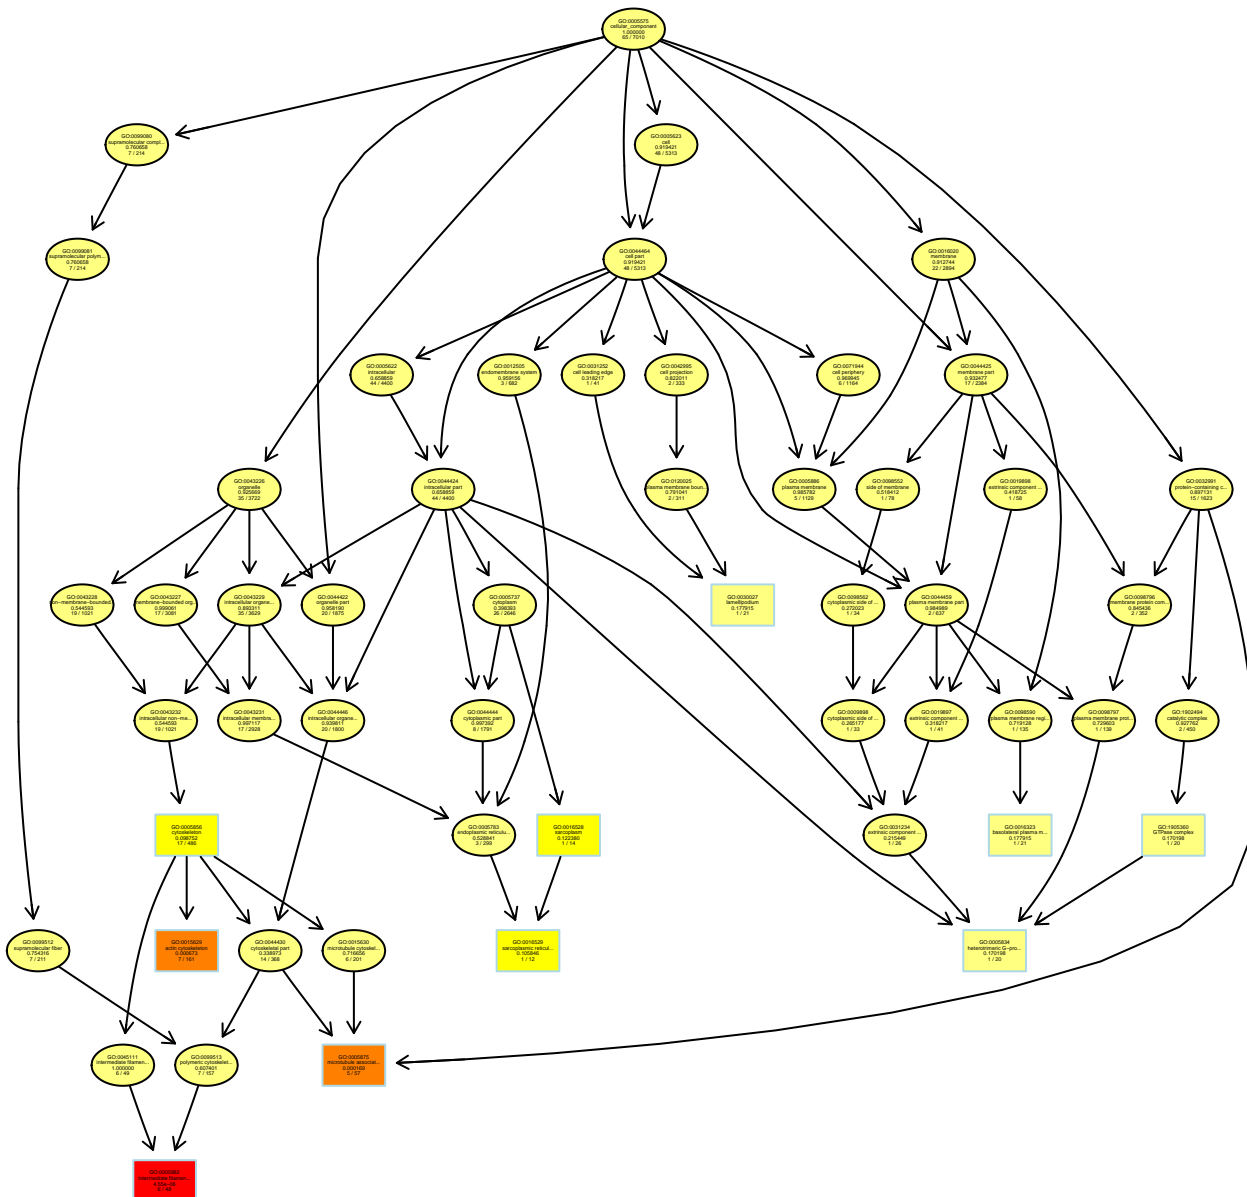 GO:0005575
cellular_component
1.000000
65 / 7010
GO:0099080
supramolecular compl...
0.760658
7 / 214
GO:0005623
cell
0.919421
48 / 5313
GO:0099081
supramolecular polym...
0.760658
7 / 214
GO:0044464
cell part
0.919421
48 / 5313
GO:0016020
membrane
0.912744
22 / 2894
GO:0005622
intracellular
0.658859
44 / 4400
GO:0012505
endomembrane system
0.959156
3 / 682
GO:0031252
cell leading edge
0.318217
1 / 41
GO:0042995
cell projection
0.822011
2 / 333
GO:0071944
cell periphery
0.969945
6 / 1164
GO:0044425
membrane part
0.932477
17 / 2384
GO:0043226
organelle
0.925669
35 / 3722
GO:0044424
intracellular part
0.658859
44 / 4400
GO:0120025
plasma membrane boun...
0.791041
2 / 311
GO:0005886
plasma membrane
0.985782
5 / 1129
GO:0098552
side of membrane
0.518412
1 / 78
GO:0019898
extrinsic component ...
0.418725
1 / 58
GO:0032991
protein−containing c...
0.897131
15 / 1623
GO:0043228
non−membrane−bounded...
0.544593
19 / 1021
GO:0043227
membrane−bounded org...
0.999061
17 / 3081
GO:0043229
intracellular organe...
0.893311
35 / 3629
GO:0044422
organelle part
0.958190
20 / 1875
GO:0005737
cytoplasm
0.398393
26 / 2646
GO:0030027
lamellipodium
0.177915
1 / 21
GO:0098562
cytoplasmic side of ...
0.272023
1 / 34
GO:0044459
plasma membrane part
0.984989
2 / 637
GO:0098796
membrane protein com...
0.845436
2 / 352
GO:0043232
intracellular non−me...
0.544593
19 / 1021
GO:0043231
intracellular membra...
0.997117
17 / 2928
GO:0044446
intracellular organe...
0.939811
20 / 1800
GO:0044444
cytoplasmic part
0.997392
8 / 1791
GO:0009898
cytoplasmic side of ...
0.265177
1 / 33
GO:0019897
extrinsic component ...
0.318217
1 / 41
GO:0098590
plasma membrane regi...
0.719128
1 / 135
GO:0098797
plasma membrane prot...
0.729603
1 / 139
GO:1902494
catalytic complex
0.927762
2 / 450
GO:0005856
cytoskeleton
0.098752
17 / 486
GO:0005783
endoplasmic reticulu...
0.528841
3 / 299
GO:0016528
sarcoplasm
0.122380
1 / 14
GO:0031234
extrinsic component ...
0.215449
1 / 26
GO:0016323
basolateral plasma m...
0.177915
1 / 21
GO:1905360
GTPase complex
0.170198
1 / 20
GO:0099512
supramolecular fiber
0.754316
7 / 211
GO:0015629
actin cytoskeleton
0.000673
7 / 161
GO:0044430
cytoskeletal part
0.338973
14 / 368
GO:0015630
microtubule cytoskel...
0.716656
6 / 201
GO:0016529
sarcoplasmic reticul...
0.105846
1 / 12
GO:0005834
heterotrimeric G−pro...
0.170198
1 / 20
GO:0045111
intermediate filamen...
1.000000
6 / 49
GO:0099513
polymeric cytoskelet...
0.607401
7 / 157
GO:0005875
microtubule associat...
0.000169
5 / 57
GO:0005882
intermediate filamen...